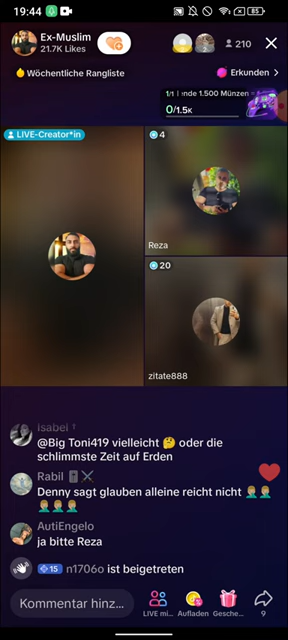 19:44
85
Ex-Muslim
21.7K Likes
210
Wöchentliche Rangliste
Erkunden
1/1
ende 1.500 Münzen
0/1.5K
LIVE-Creator*in
4
Reza
20
zitate888
isabel
@Big Toni419 vielleicht 🤔 oder die
schlimmste Zeit auf Erden
Rabil
Denny sagt glauben alleine reicht nicht 🤦🏼‍♂️🤦🏼‍♂️
🤦🏼‍♂️🤦🏼‍♂️🤦🏼‍♂️
AutiEngelo
ja bitte Reza
15 n1706o ist beigetreten
Kommentar hinz...
LIVE mi...
Aufladen
Gesche...
9